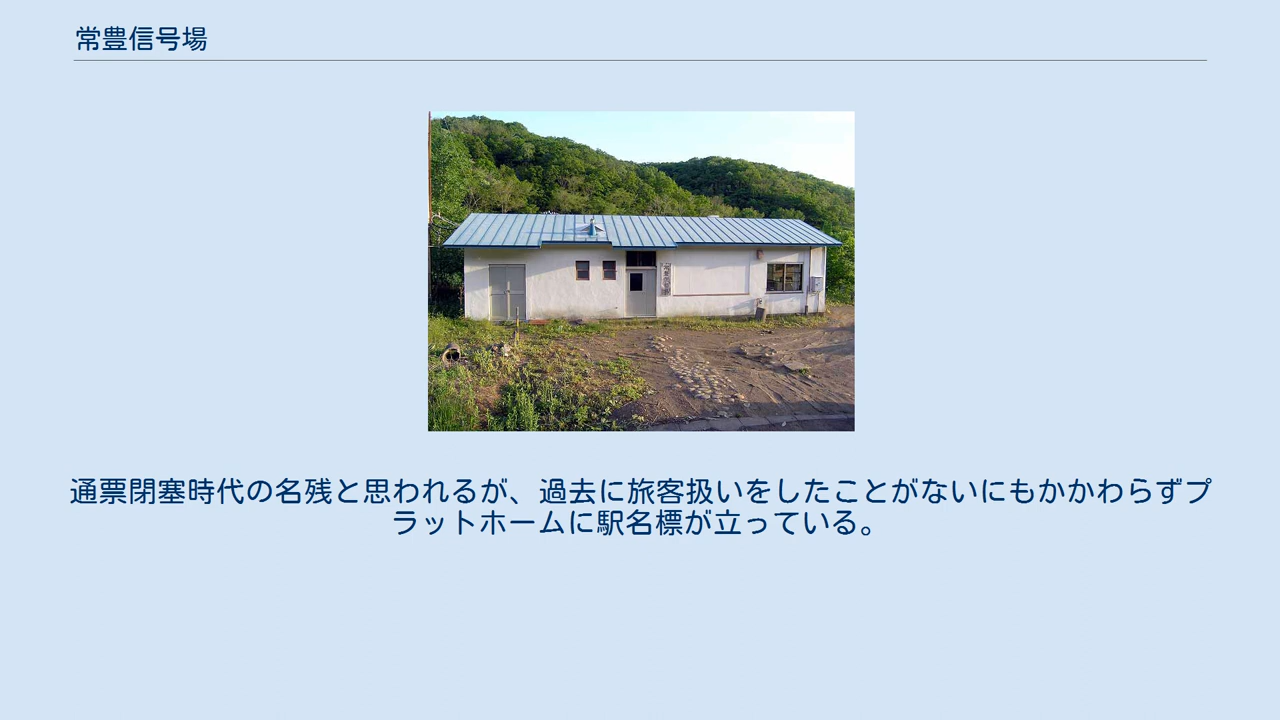 常豊信号場
通票閉塞時代の名残と思われるが、過去に旅客扱いをしたことがないにもかかわらずプ
ラットホームに駅名標が立っている。